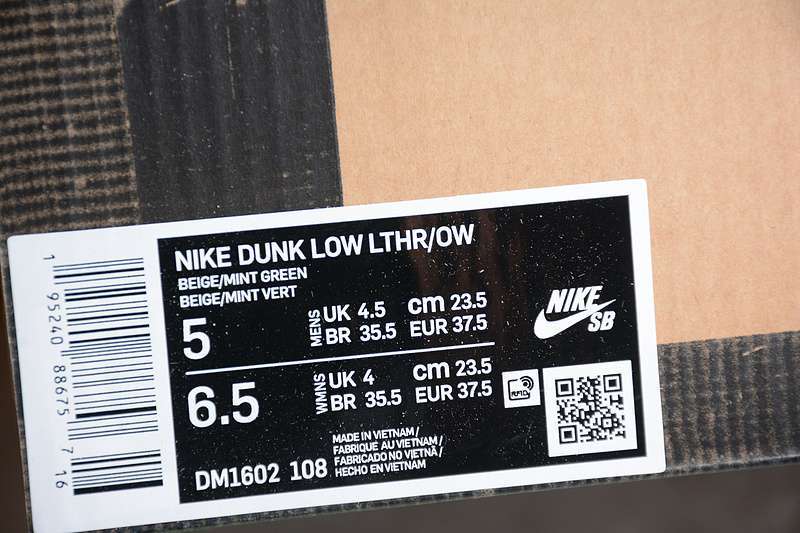 NIKE DUNK LOW LTHR/OW
BEIGE/MINT GREEN
BEIGE/MINT VERT
5
MENS
UK 4.5 cm 23.5
BR 35.5 EUR 37.5
6.5
WMNS
UK 4 cm 23.5
BR 35.5 EUR 37.5
MADE IN VIETNAM /
FABRIQUÉ AU VIETNAM /
FABRICADO NO VIETNÃ /
HECHO EN VIETNAM
DM1602 108
NIKE
SB
RFID
1 95240 88675 7 16